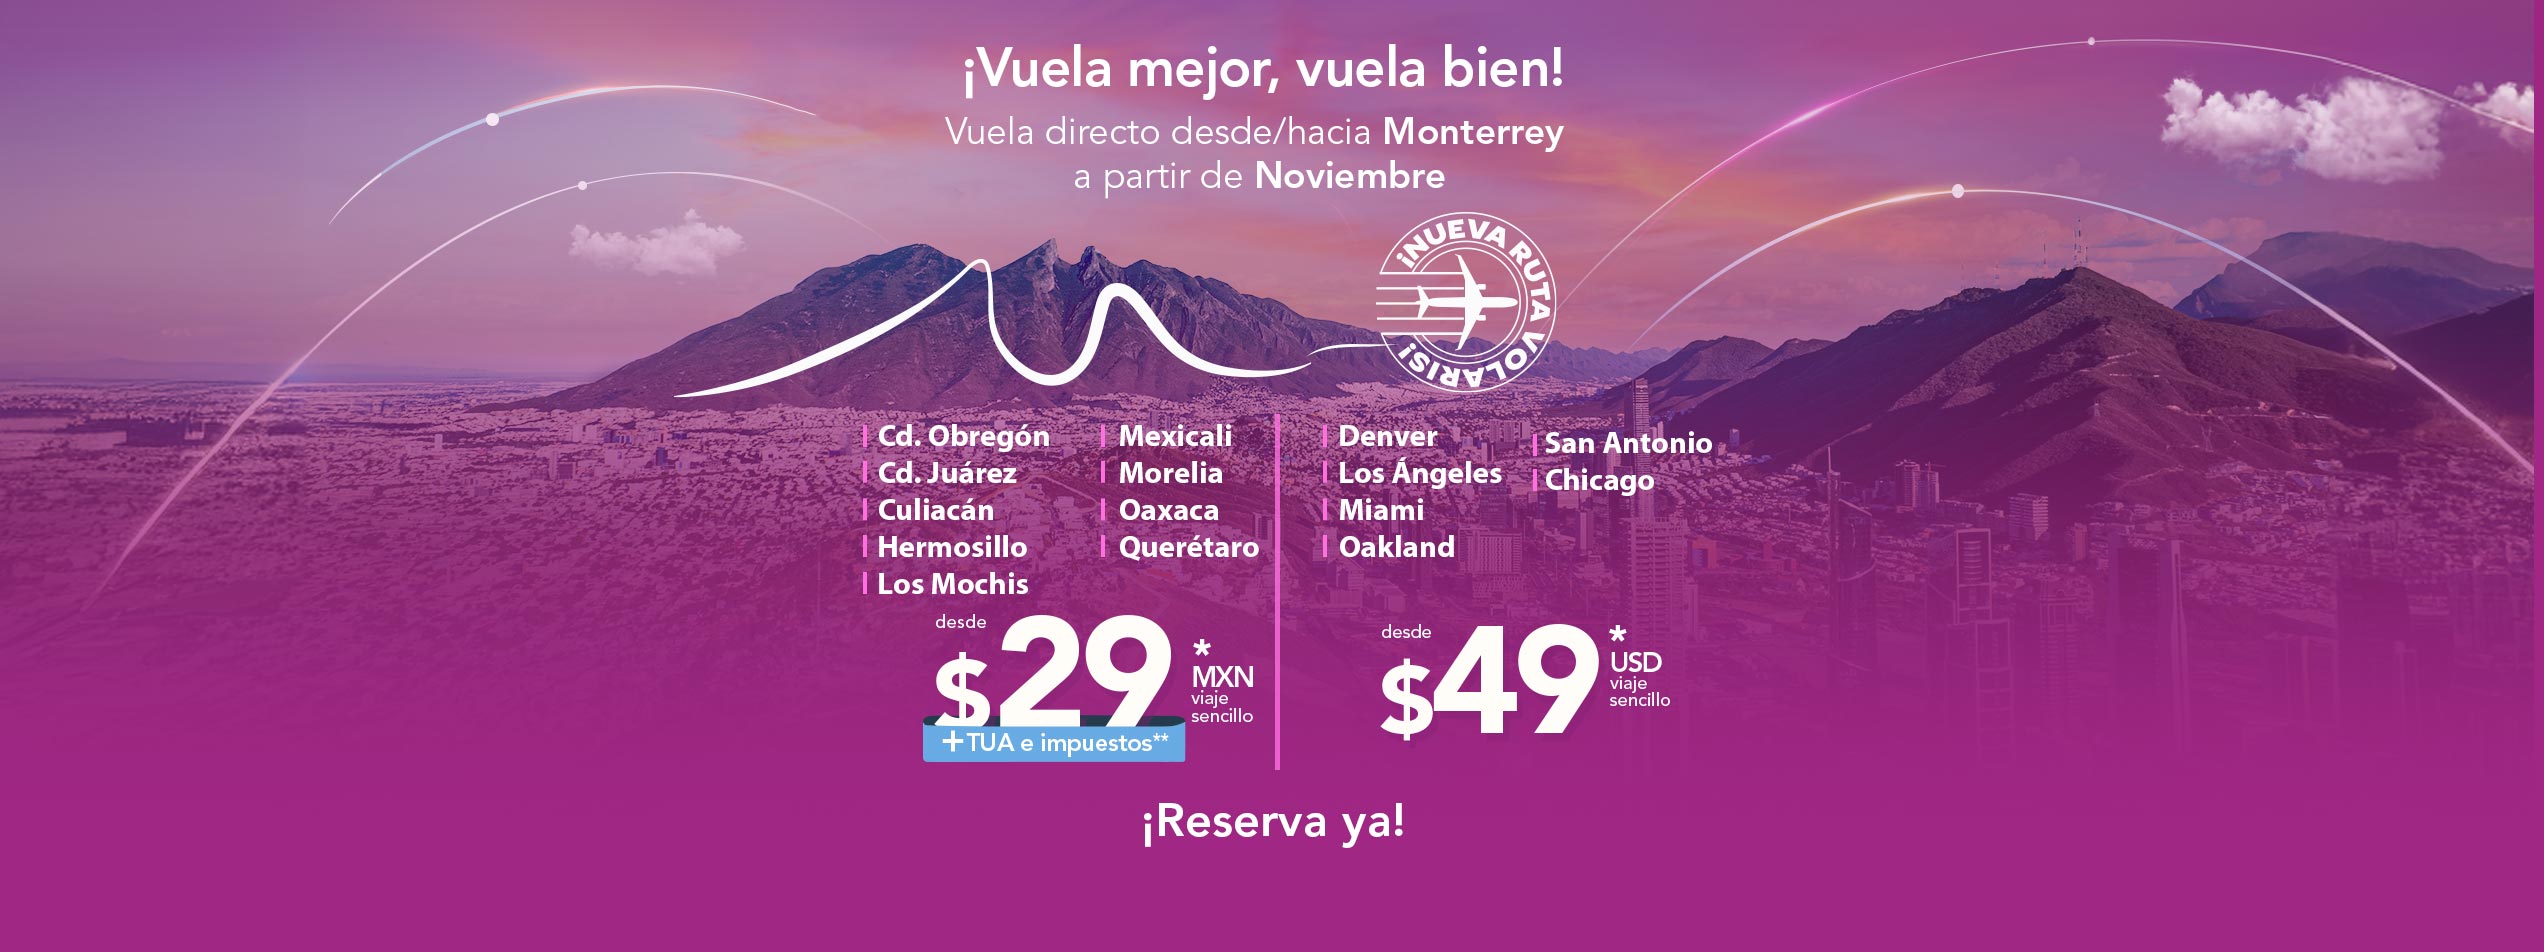 ¡Vuela mejor, vuela bien!
Vuela directo desde/hacia Monterrey
a partir de Noviembre
¡NUEVA RUTA VOLARIS!
Cd. Obregón
Cd. Juárez
Culiacán
Hermosillo
Los Mochis
Mexicali
Morelia
Oaxaca
Querétaro
desde
$29*
MXN
viaje
sencillo
+TUA e impuestos**
Denver
Los Ángeles
Miami
Oakland
San Antonio
Chicago
desde
$49*
USD
viaje
sencillo
¡Reserva ya!